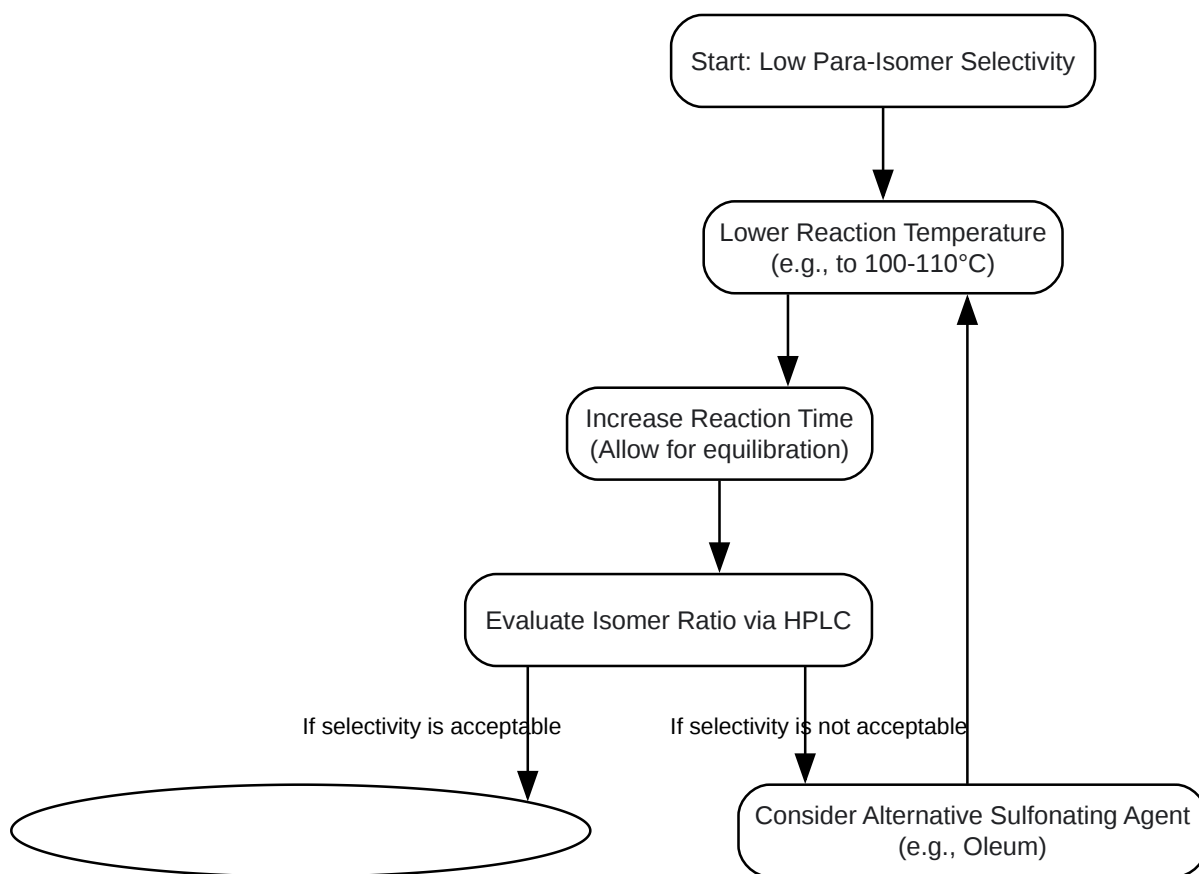 Start: Low Para-Isomer Selectivity
Lower Reaction Temperature
(e.g., to 100-110°C)
Increase Reaction Time
(Allow for equilibration)
Evaluate Isomer Ratio via HPLC
If selectivity is acceptable
If selectivity is not acceptable
Consider Alternative Sulfonating Agent
(e.g., Oleum)